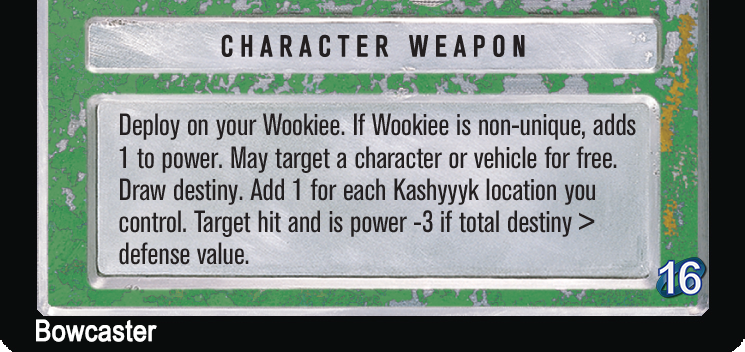 CHARACTER WEAPON
Deploy on your Wookiee. If Wookiee is non-unique, adds
1 to power. May target a character or vehicle for free.
Draw destiny. Add 1 for each Kashyyyk location you
control. Target hit and is power -3 if total destiny >
defense value.
16
Bowcaster